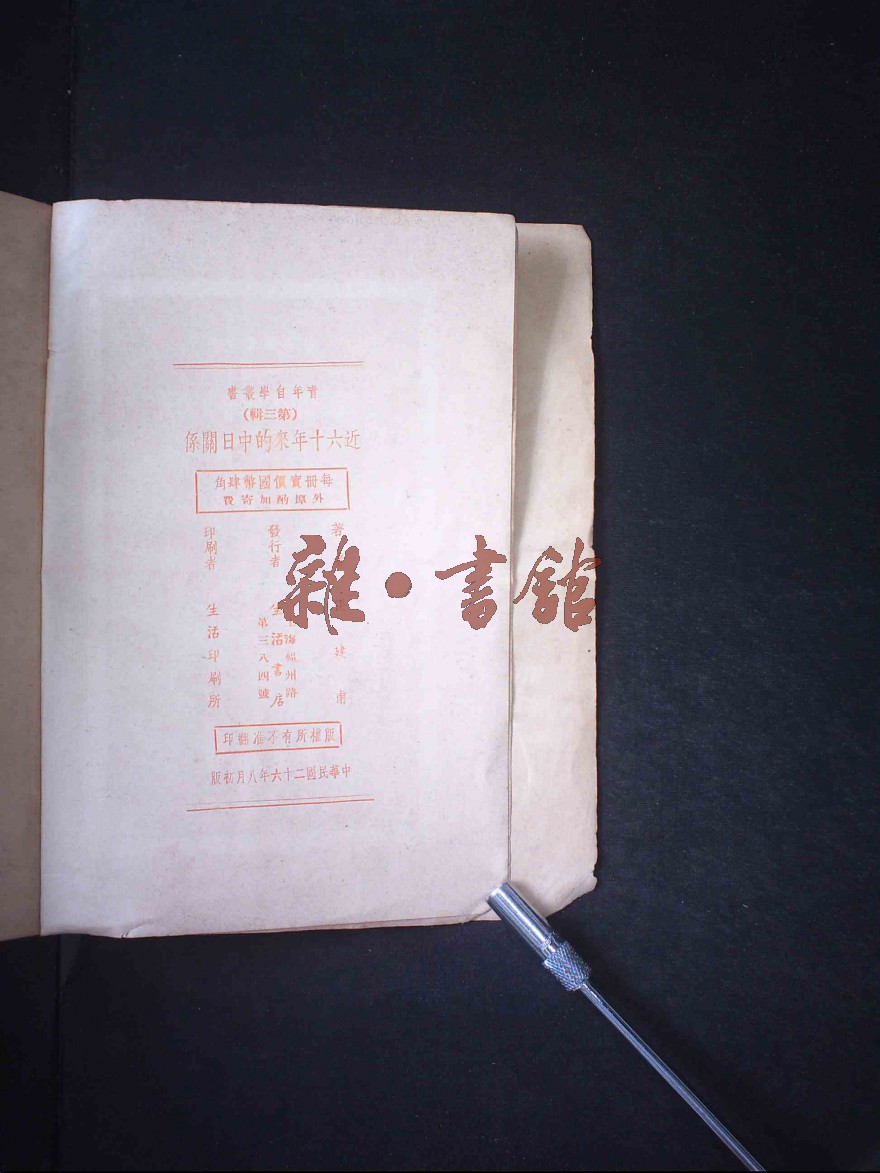 青年自學叢書
(第三輯)
近六十年來的中日關係
每冊實價國幣肆角
外埠酌加寄費
著
建甫
發行者
海福州路
第三八四號
生活書店
印刷者
生活印刷所
版權所有不准翻印
中華民國二十六年八月初版
雜·書館